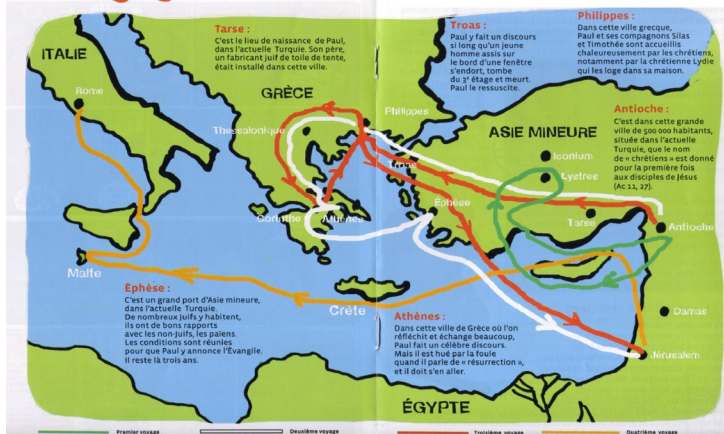 Tarse :
C'est le lieu de naissance de Paul,
dans l'actuelle Turquie. Son père,
un fabricant juif de toile de tente,
était installé dans cette ville.
Troas :
Paul y fait un discours
si long qu'un jeune
homme assis sur
le bord d'une fenêtre
s'endort, tombe
du 3e étage et meurt.
Paul le ressuscite.
Philippes :
Dans cette ville grecque,
Paul et ses compagnons Silas
et Timothée sont accueillis
chaleureusement par les chrétiens,
notamment par la chrétienne Lydie
qui les loge dans sa maison.
Antioche :
C'est dans cette grande
ville de 500 000 habitants,
située dans l'actuelle
Turquie, que le nom
de « chrétiens » est donné
pour la première fois
aux disciples de Jésus
(Ac 11, 27).
ITALIE
Rome
GRÈCE
Thessalonique
Philippes
ASIE MINEURE
Iconium
Lystres
Troas
Éphèse
Tarse
Antioche
Corinthe
Athènes
Malte
Crète
Damas
Jérusalem
ÉGYPTE
Éphèse :
C'est un grand port d'Asie mineure,
dans l'actuelle Turquie.
De nombreux Juifs y habitent,
ils ont de bons rapports
avec les non-juifs, les païens.
Les conditions sont réunies
pour que Paul y annonce l'Évangile.
Il reste là trois ans.
Athènes :
Dans cette ville de Grèce où l'on
réfléchit et échange beaucoup,
Paul fait un célèbre discours.
Mais il est hué par la foule
quand il parle de « résurrection »,
et il doit s'en aller.
Premier voyage
Deuxième voyage
Troisième voyage
Quatrième voyage